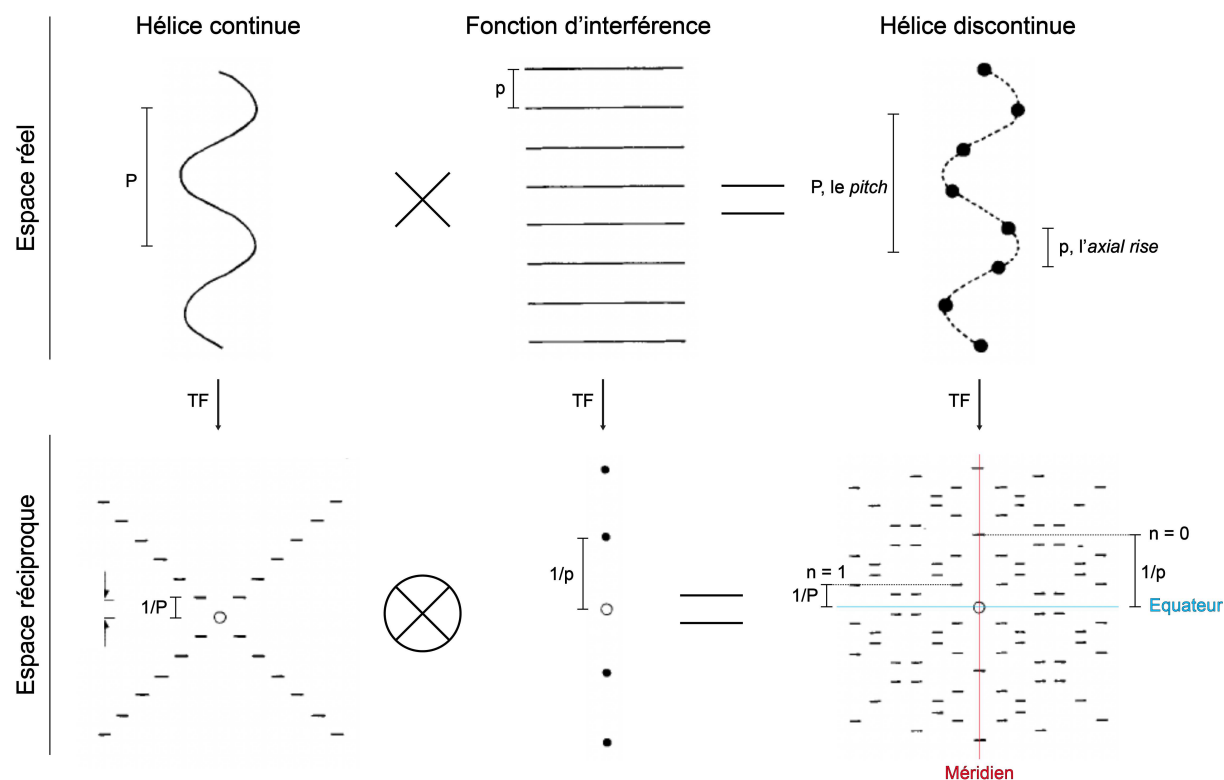 Hélice continue
Fonction d'interférence
Hélice discontinue
Espace réel
P
p
P, le pitch
p, l'axial rise
TF
TF
TF
Espace réciproque
1/P
1/p
n = 1
1/P
n = 0
1/p
Equateur
Méridien